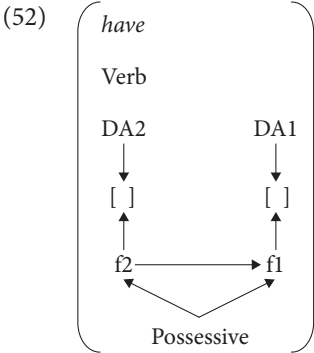 (52)
have
Verb
DA2 DA1
[ ] [ ]
f2 f1
Possessive